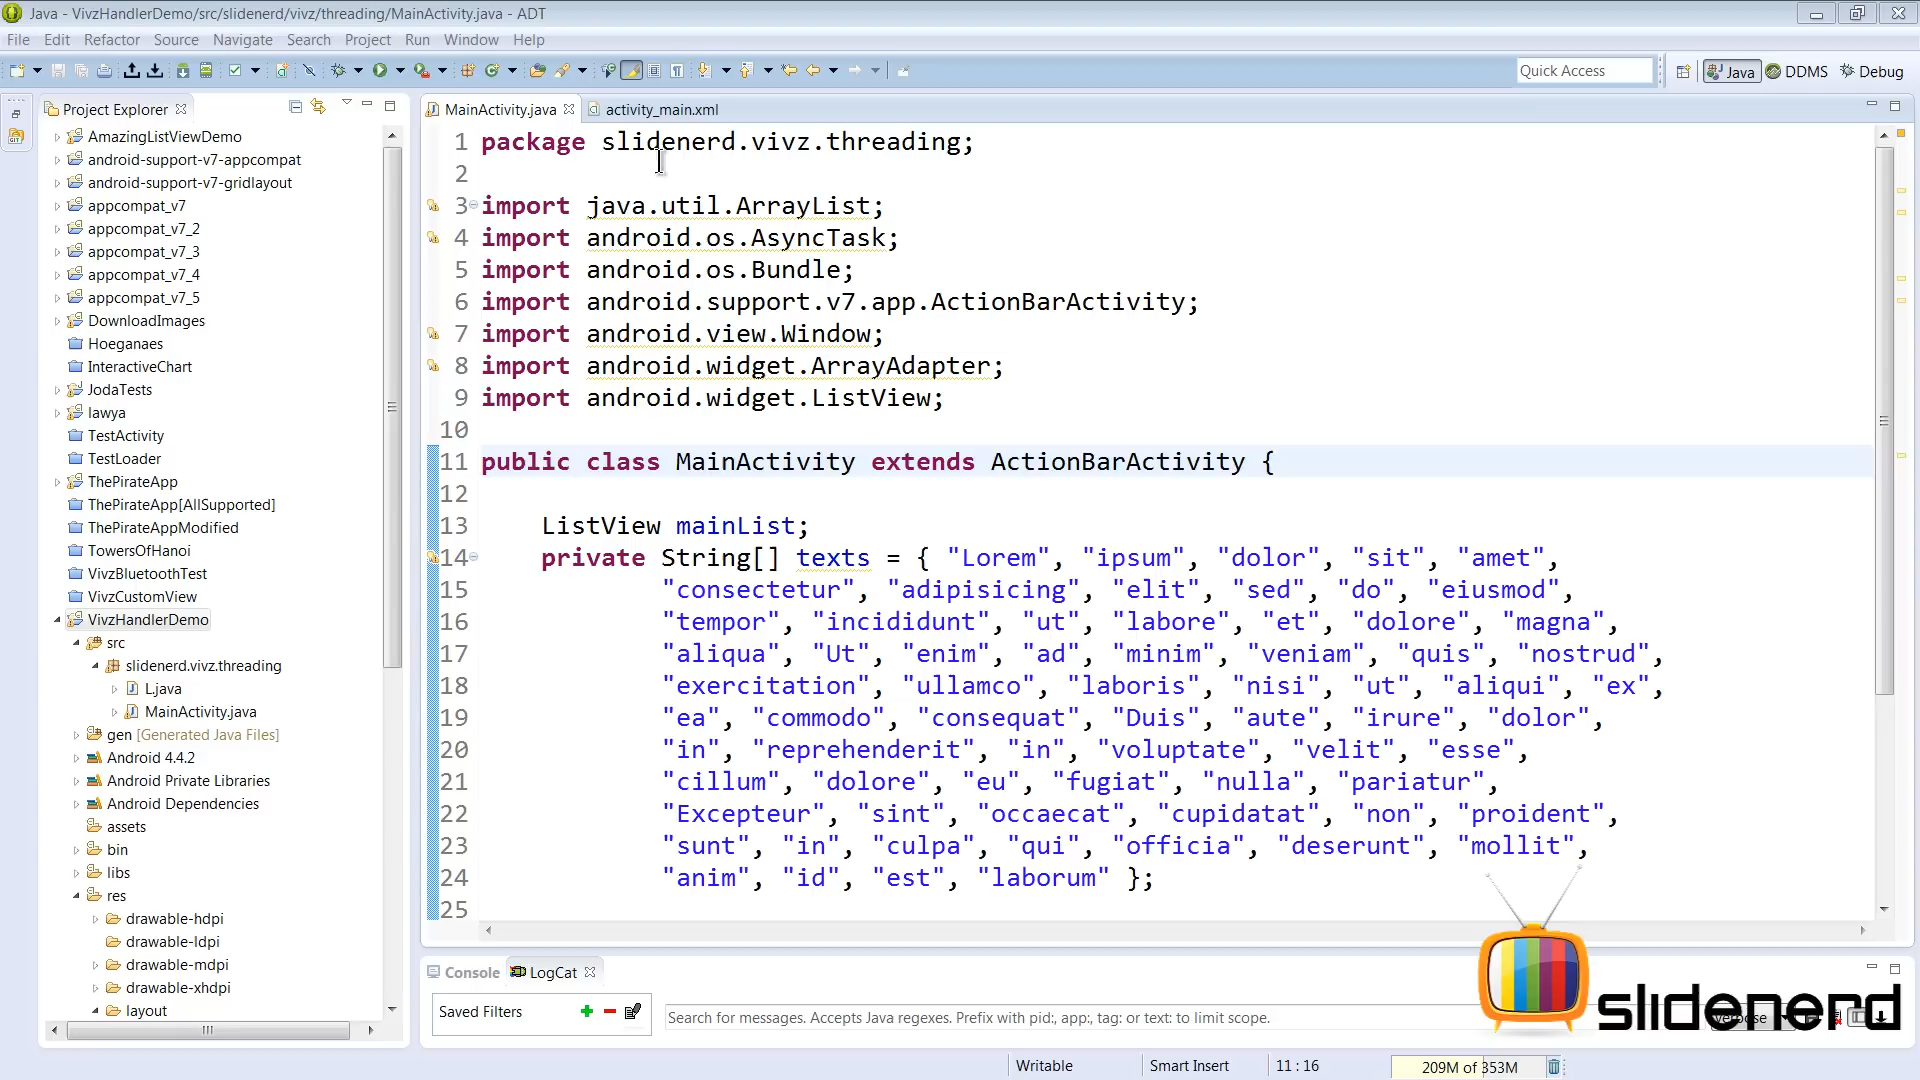 Java - VivzHandlerDemo/src/slidenerd/vivz/threading/MainActivity.java - ADT
File Edit Refactor Source Navigate Search Project Run Window Help
Quick Access
Java DDMS Debug
Project Explorer
AmazingListViewDemo
android-support-v7-appcompat
android-support-v7-gridlayout
appcompat_v7
appcompat_v7_2
appcompat_v7_3
appcompat_v7_4
appcompat_v7_5
DownloadImages
Hoeganaes
InteractiveChart
JodaTests
lawya
TestActivity
TestLoader
ThePirateApp
ThePirateApp[AllSupported]
ThePirateAppModified
TowersOfHanoi
VivzBluetoothTest
VivzCustomView
VivzHandlerDemo
src
slidenerd.vivz.threading
L.java
MainActivity.java
gen [Generated Java Files]
Android 4.4.2
Android Private Libraries
Android Dependencies
assets
bin
libs
res
drawable-hdpi
drawable-ldpi
drawable-mdpi
drawable-xhdpi
layout
MainActivity.java activity_main.xml
1 package slidenerd.vivz.threading;
2
3 import java.util.ArrayList;
4 import android.os.AsyncTask;
5 import android.os.Bundle;
6 import android.support.v7.app.ActionBarActivity;
7 import android.view.Window;
8 import android.widget.ArrayAdapter;
9 import android.widget.ListView;
10
11 public class MainActivity extends ActionBarActivity {
12
13 ListView mainList;
14 private String[] texts = { "Lorem", "ipsum", "dolor", "sit", "amet",
15 "consectetur", "adipisicing", "elit", "sed", "do", "eiusmod",
16 "tempor", "incididunt", "ut", "labore", "et", "dolore", "magna",
17 "aliqua", "Ut", "enim", "ad", "minim", "veniam", "quis", "nostrud",
18 "exercitation", "ullamco", "laboris", "nisi", "ut", "aliqui", "ex",
19 "ea", "commodo", "consequat", "Duis", "aute", "irure", "dolor",
20 "in", "reprehenderit", "in", "voluptate", "velit", "esse",
21 "cillum", "dolore", "eu", "fugiat", "nulla", "pariatur",
22 "Excepteur", "sint", "occaecat", "cupidatat", "non", "proident",
23 "sunt", "in", "culpa", "qui", "officia", "deserunt", "mollit",
24 "anim", "id", "est", "laborum" };
25
Console LogCat
Saved Filters
Search for messages. Accepts Java regexes. Prefix with pid:, app:, tag: or text: to limit scope.
slidenerd
Writable Smart Insert 11 : 16 209M of 353M